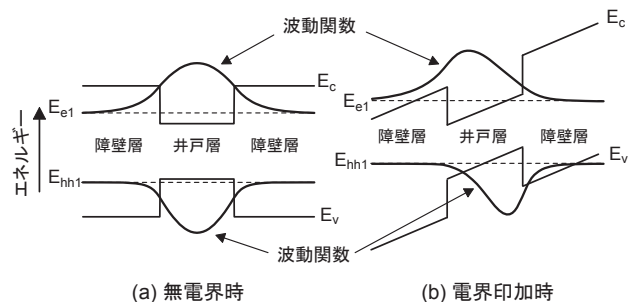 波動関数
E_c
E_c
E_e1
E_e1
障壁層 井戸層 障壁層
障壁層 井戸層 障壁層
エネルギー
E_hh1
E_hh1
E_v
E_v
波動関数
(a) 無電界時
(b) 電界印加時